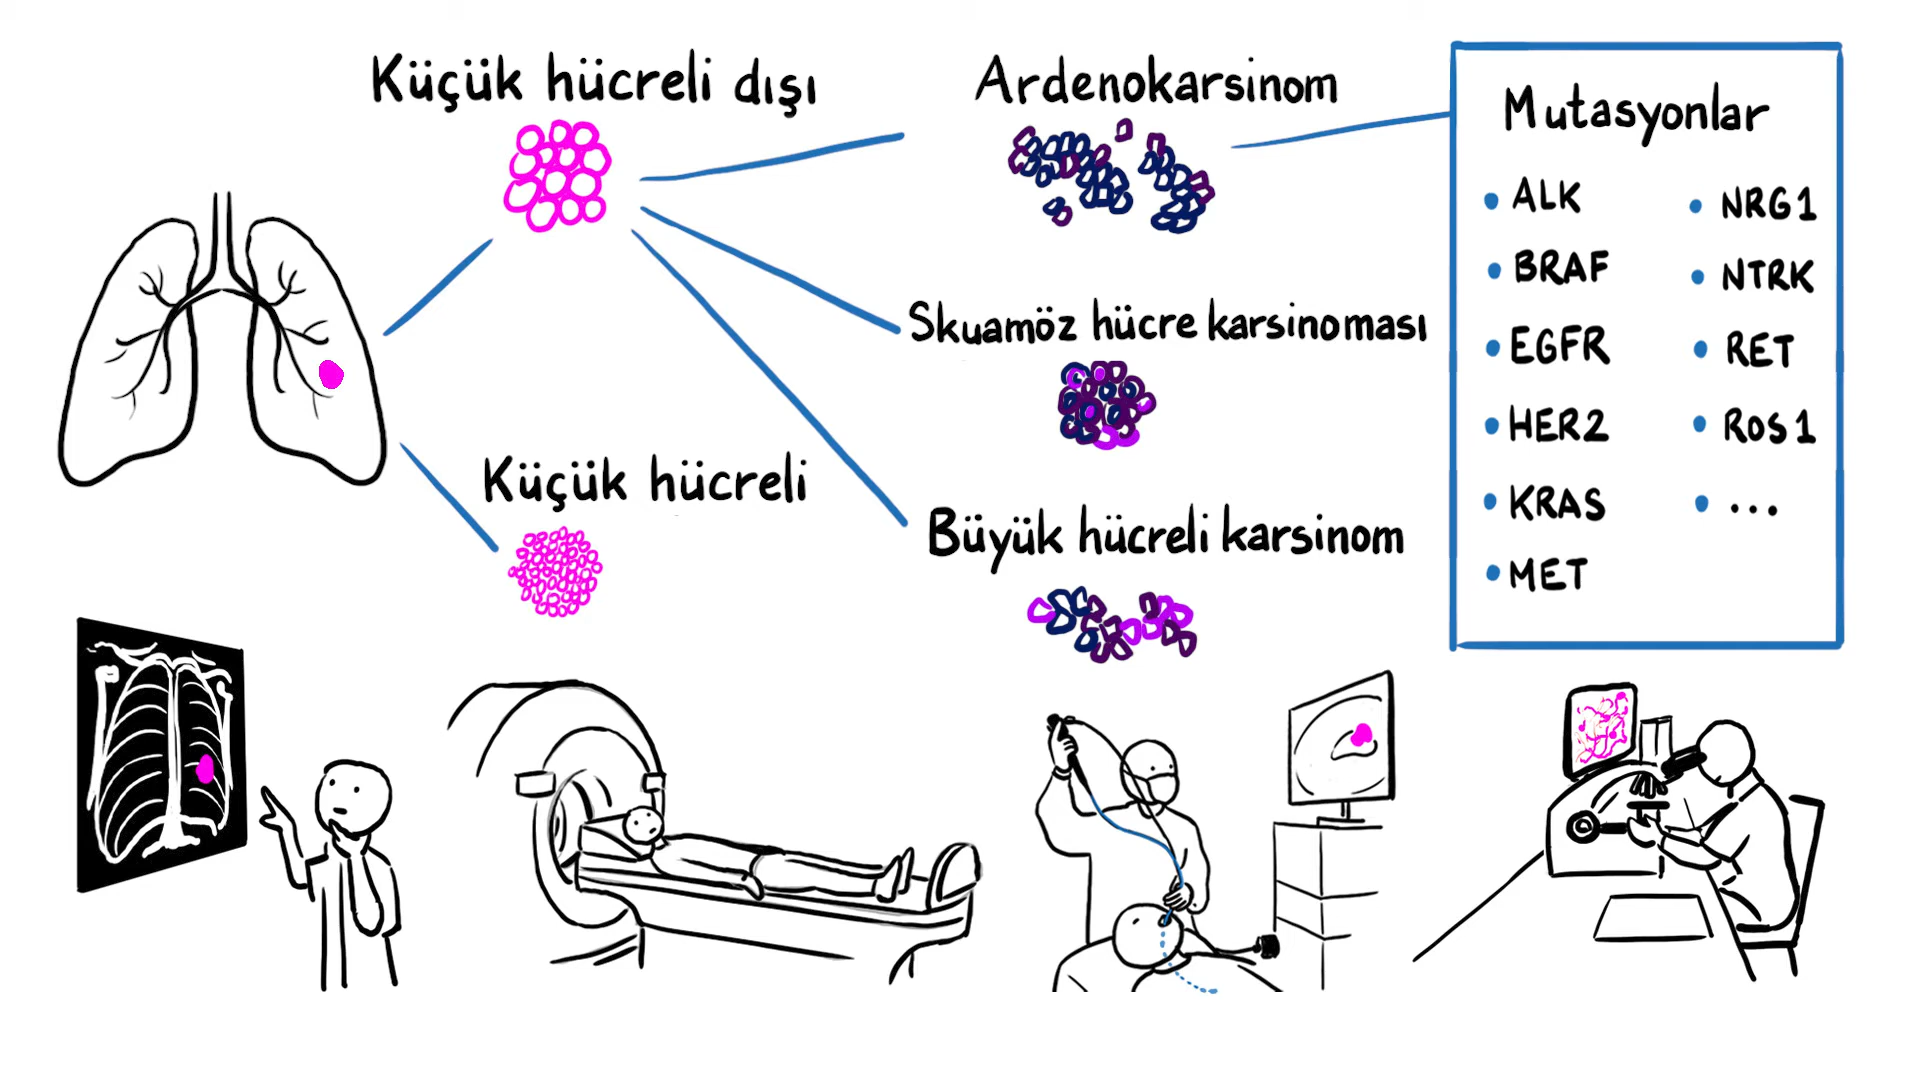 Küçük hücreli dışı
Ardenokarsinom
Skuamöz hücre karsinoması
Küçük hücreli
Büyük hücreli karsinom
Mutasyonlar
• ALK
• BRAF
• EGFR
• HER2
• KRAS
• MET
• NRG1
• NTRK
• RET
• ROS1
• ...